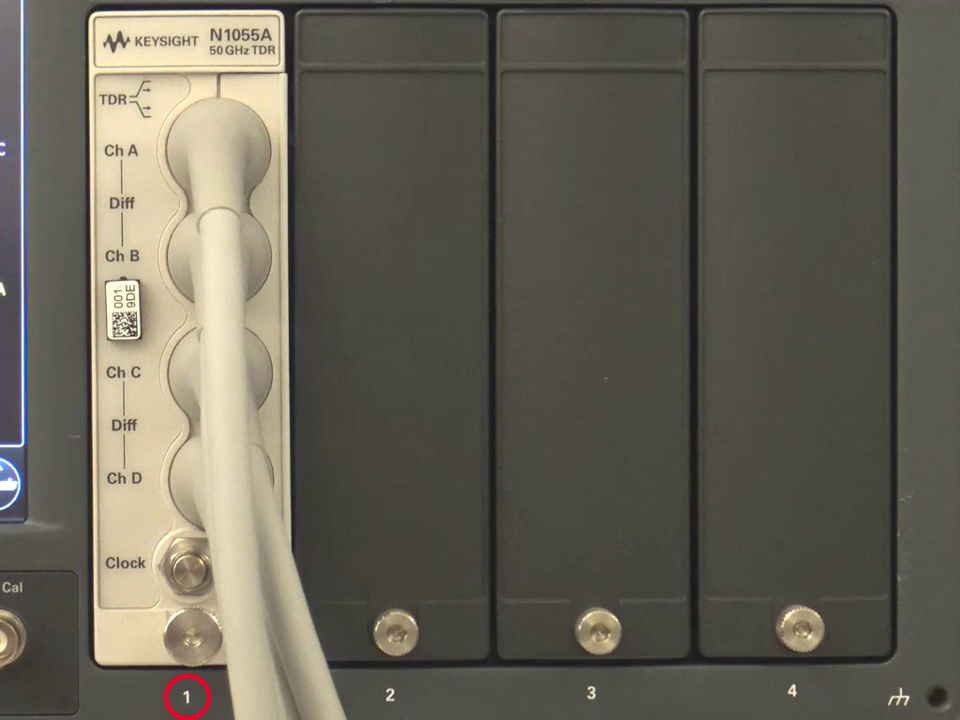 KEYSIGHT N1055A
50 GHz TDR
TDR
Ch A
Diff
Ch B
001
9DE
Ch C
Diff
Ch D
Clock
Cal
1 2 3 4